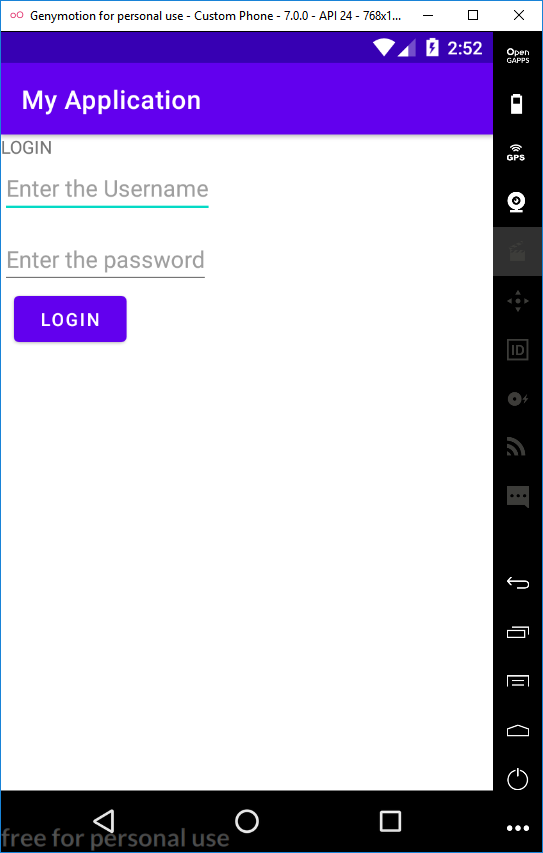 Genymotion for personal use - Custom Phone - 7.0.0 - API 24 - 768x1...
2:52
Open
GAPPS
My Application
GPS
LOGIN
Enter the Username
Enter the password
LOGIN
ID
free for personal use